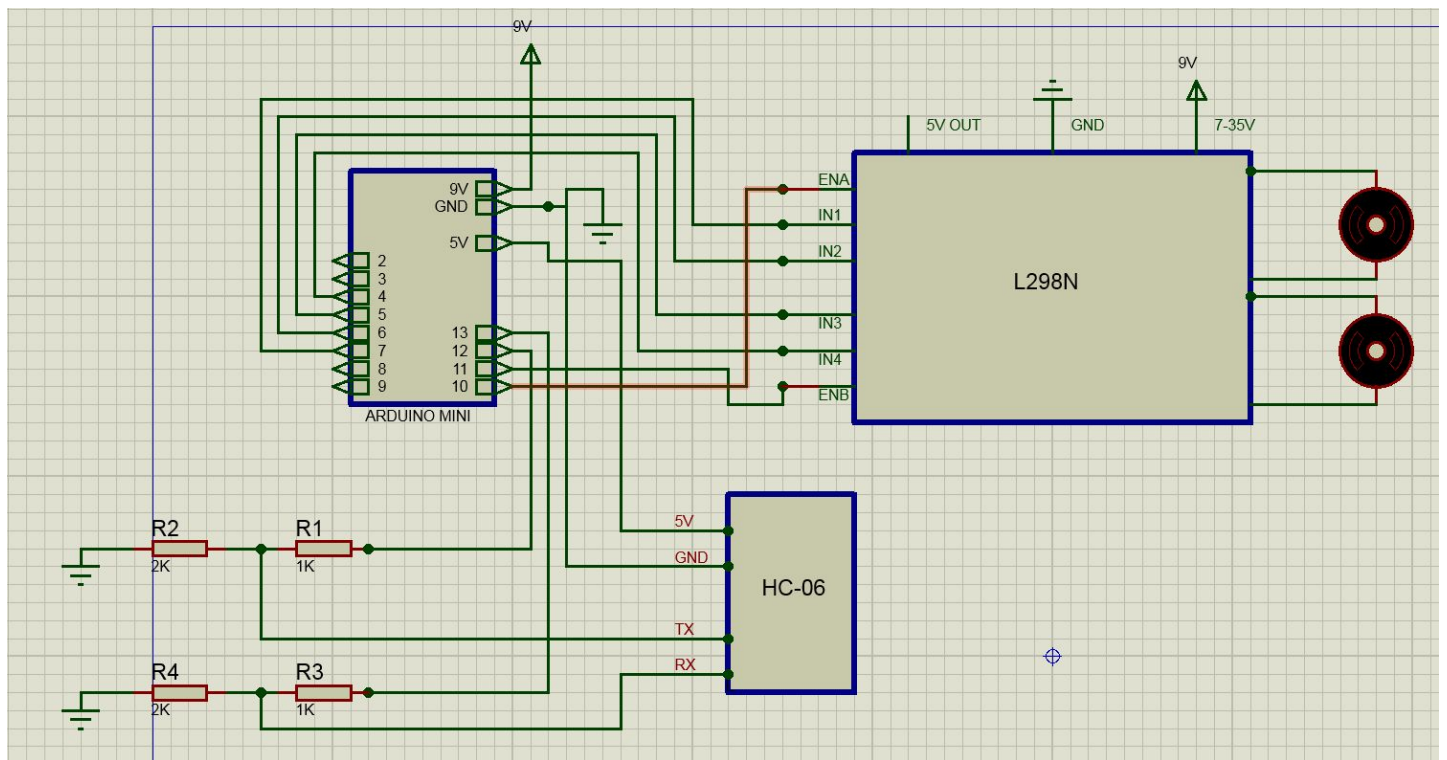 9V
9V
5V OUT
GND
7-35V
9V
GND
5V
2
3
4
5
6
7
8
9
13
12
11
10
ARDUINO MINI
ENA
IN1
IN2
IN3
IN4
ENB
L298N
R2
2K
R1
1K
5V
GND
TX
RX
HC-06
R4
2K
R3
1K